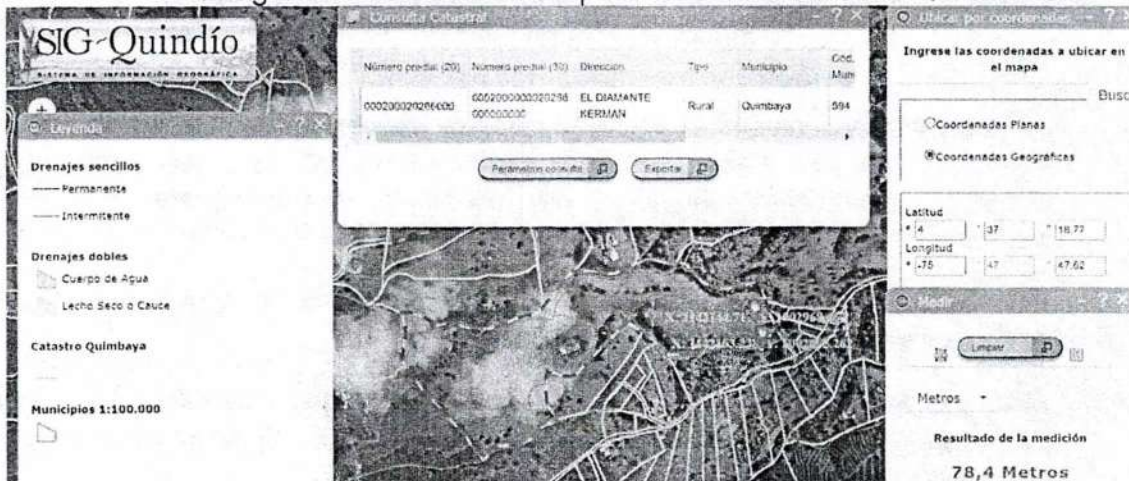 SIG-Quindío
SISTEMA DE INFORMACIÓN GEOGRÁFICA
Leyenda
Drenajes sencillos
Permanente
Intermitente
Drenajes dobles
Cuerpo de Agua
Lecho Seco o Cauce
Catastro Quimbaya
Municipios 1:100.000
Consulta Catastral
Número predial (20) Número predial (30) Dirección Tipo Municipio Cód. Muni
EL DIAMANTE KERMAN Rural Quimbaya 594
Parámetros consulta Exportar
Ubicar por coordenadas
Ingrese las coordenadas a ubicar en
el mapa
Busc
Coordenadas Planas
Coordenadas Geográficas
Latitud
4 37 18.77
Longitud
-75 47 47.62
Medir
Limpiar
Metros
Resultado de la medición
78,4 Metros